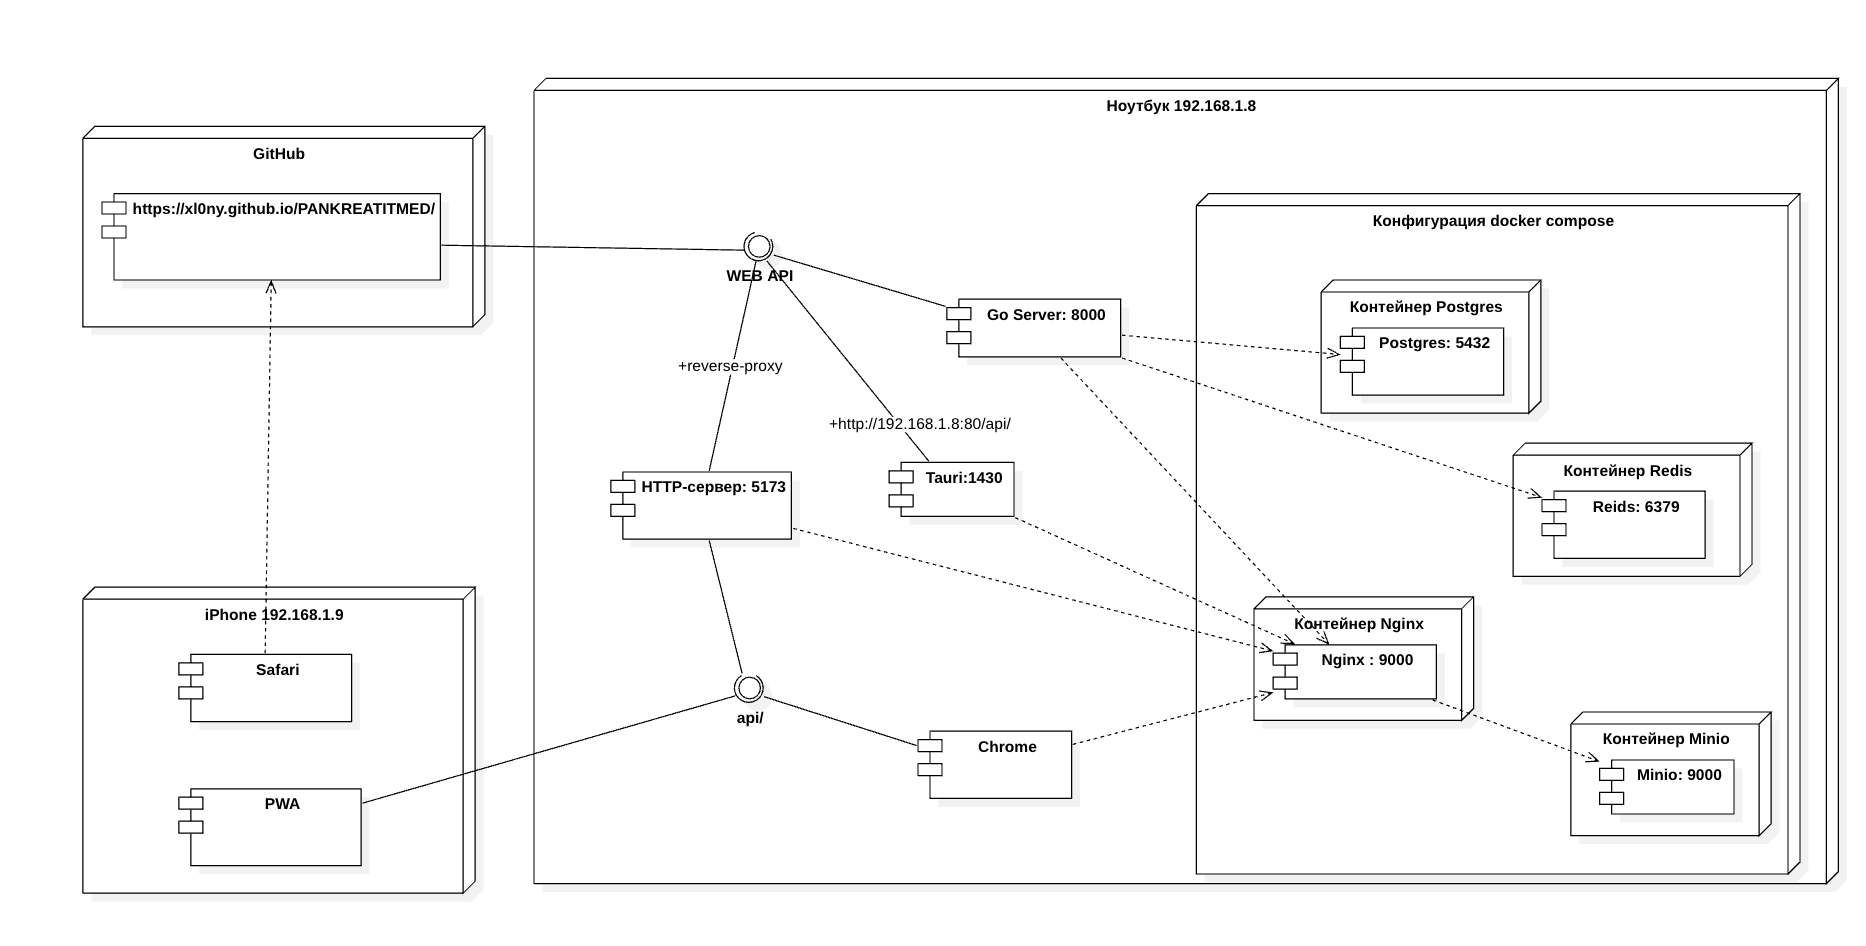 Ноутбук 192.168.1.8
GitHub
https://xl0ny.github.io/PANKREATITMED/
Конфигурация docker compose
WEB API
Go Server: 8000
Контейнер Postgres
Postgres: 5432
+reverse-proxy
+http://192.168.1.8:80/api/
Контейнер Redis
Reids: 6379
HTTP-сервер: 5173
Tauri:1430
iPhone 192.168.1.9
Safari
Контейнер Nginx
Nginx : 9000
api/
Chrome
Контейнер Minio
Minio: 9000
PWA